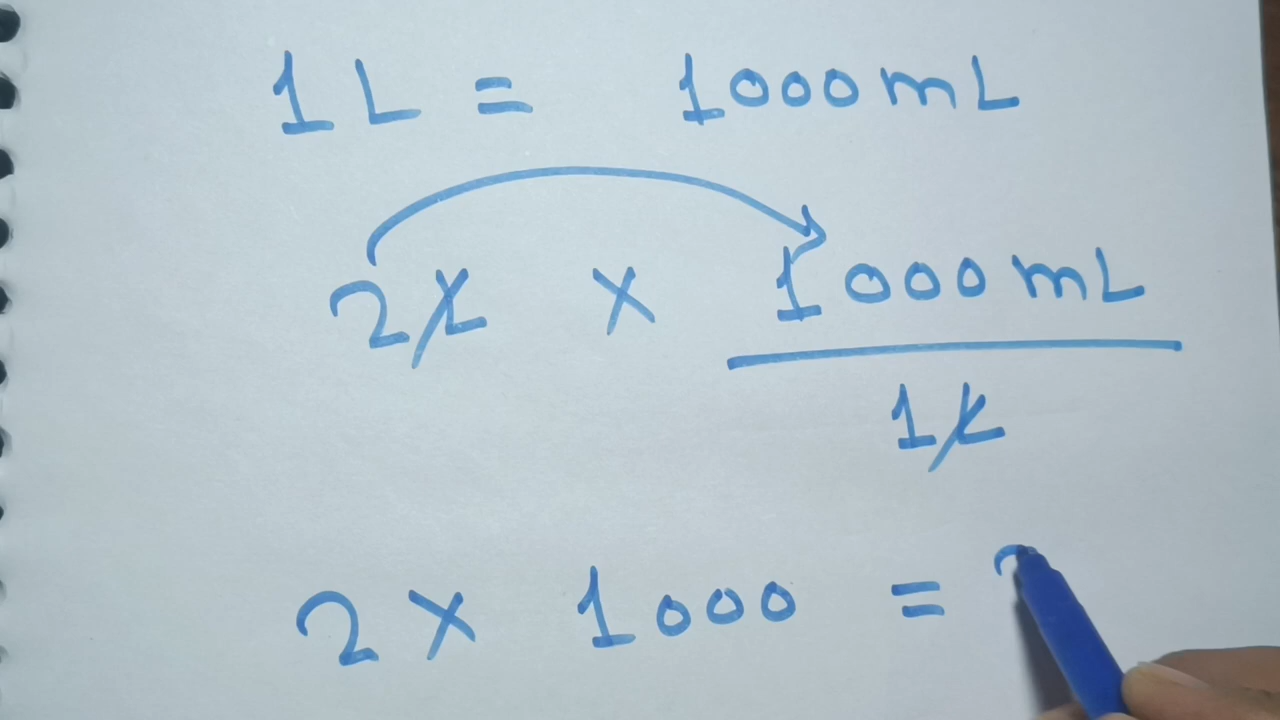 1 L = 1000 mL
2 L x 1000 mL
1 L
2 x 1000 =